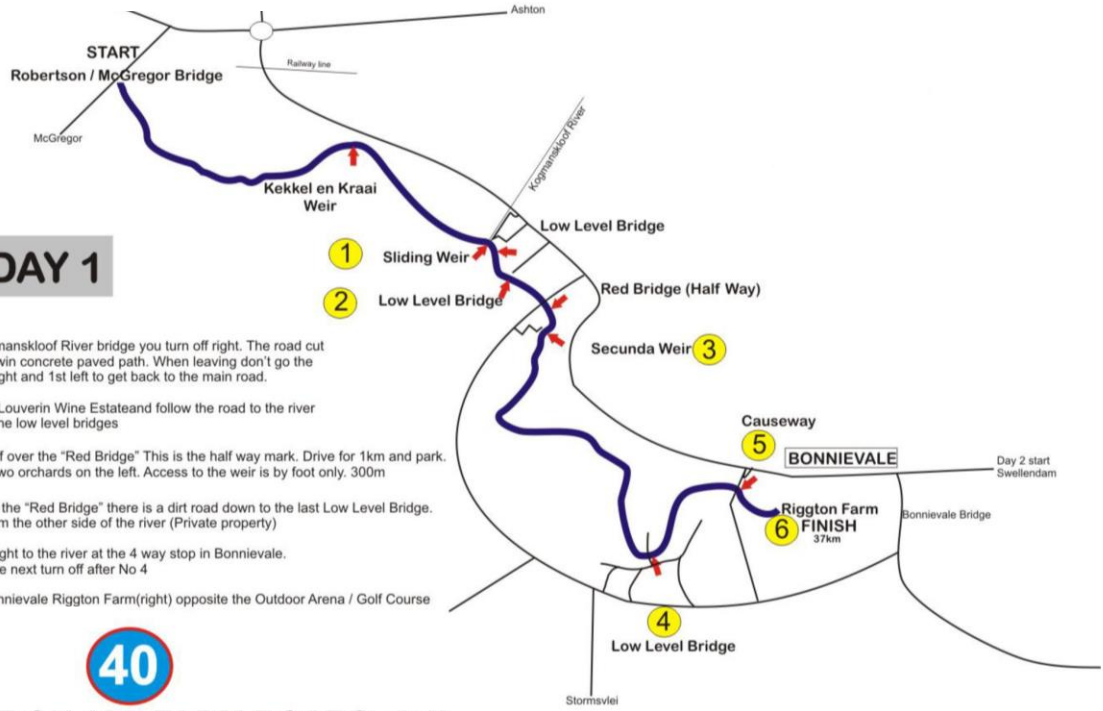 Ashton
START
Robertson / McGregor Bridge
Railway line
McGregor
Kogmanskloof River
Kekkel en Kraai
Weir
Low Level Bridge
DAY 1
1
Sliding Weir
2
Low Level Bridge
Red Bridge (Half Way)
Secunda Weir
3
manskloof River bridge you turn off right. The road cut
win concrete paved path. When leaving don't go the
ght and 1st left to get back to the main road.
Louverin Wine Estateand follow the road to the river
he low level bridges
f over the “Red Bridge” This is the half way mark. Drive for 1km and park.
wo orchards on the left. Access to the weir is by foot only. 300m
the “Red Bridge” there is a dirt road down to the last Low Level Bridge.
m the other side of the river (Private property)
ght to the river at the 4 way stop in Bonnievale.
e next turn off after No 4
nnievale Riggton Farm(right) opposite the Outdoor Arena / Golf Course
Causeway
5
BONNIEVALE
Day 2 start
Swellendam
Riggton Farm
6
FINISH
37km
Bonnievale Bridge
4
Low Level Bridge
Stormsvlei
40